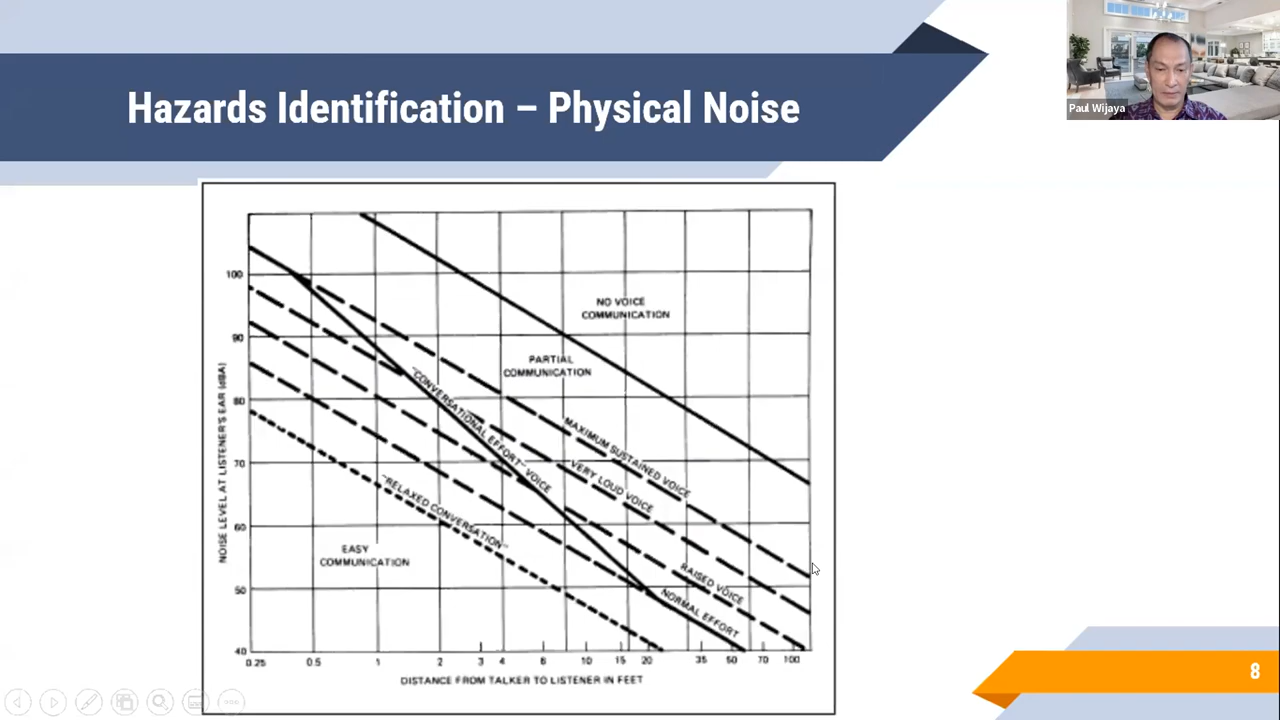 Hazards Identification – Physical Noise
Paul Wijaya
NO VOICE
COMMUNICATION
PARTIAL
COMMUNICATION
"CONVERSATIONAL EFFORT" VOICE
MAXIMUM SUSTAINED VOICE
VERY LOUD VOICE
"RELAXED CONVERSATION"
RAISED VOICE
NORMAL EFFORT
EASY
COMMUNICATION
NOISE LEVEL AT LISTENER'S EAR (dBA)
100
90
80
70
60
50
40
0.25 0.5 1 2 3 4 6 10 15 20 35 50 70 100
DISTANCE FROM TALKER TO LISTENER IN FEET
8